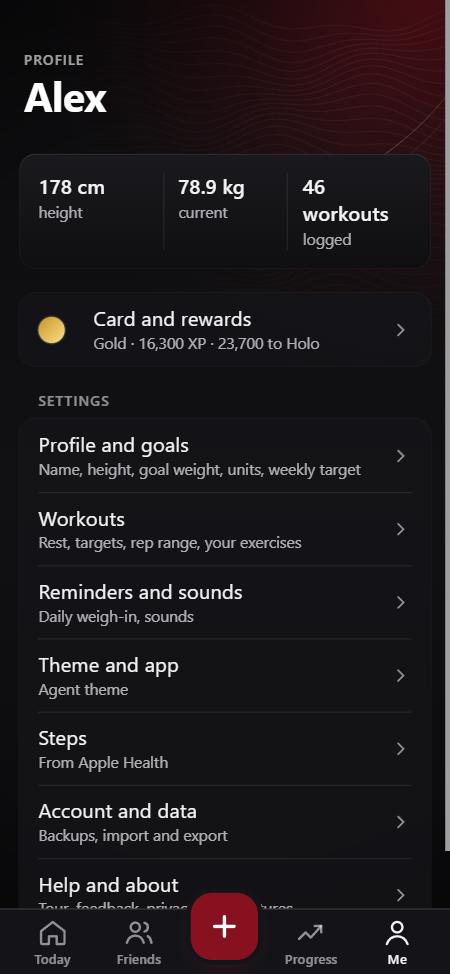 PROFILE
Alex
178 cm
height
78.9 kg
current
46
workouts
logged
Card and rewards
Gold · 16,300 XP · 23,700 to Holo
SETTINGS
Profile and goals
Name, height, goal weight, units, weekly target
Workouts
Rest, targets, rep range, your exercises
Reminders and sounds
Daily weigh-in, sounds
Theme and app
Agent theme
Steps
From Apple Health
Account and data
Backups, import and export
Help and about
Tour, feedback,
Today
Friends
+
Progress
Me